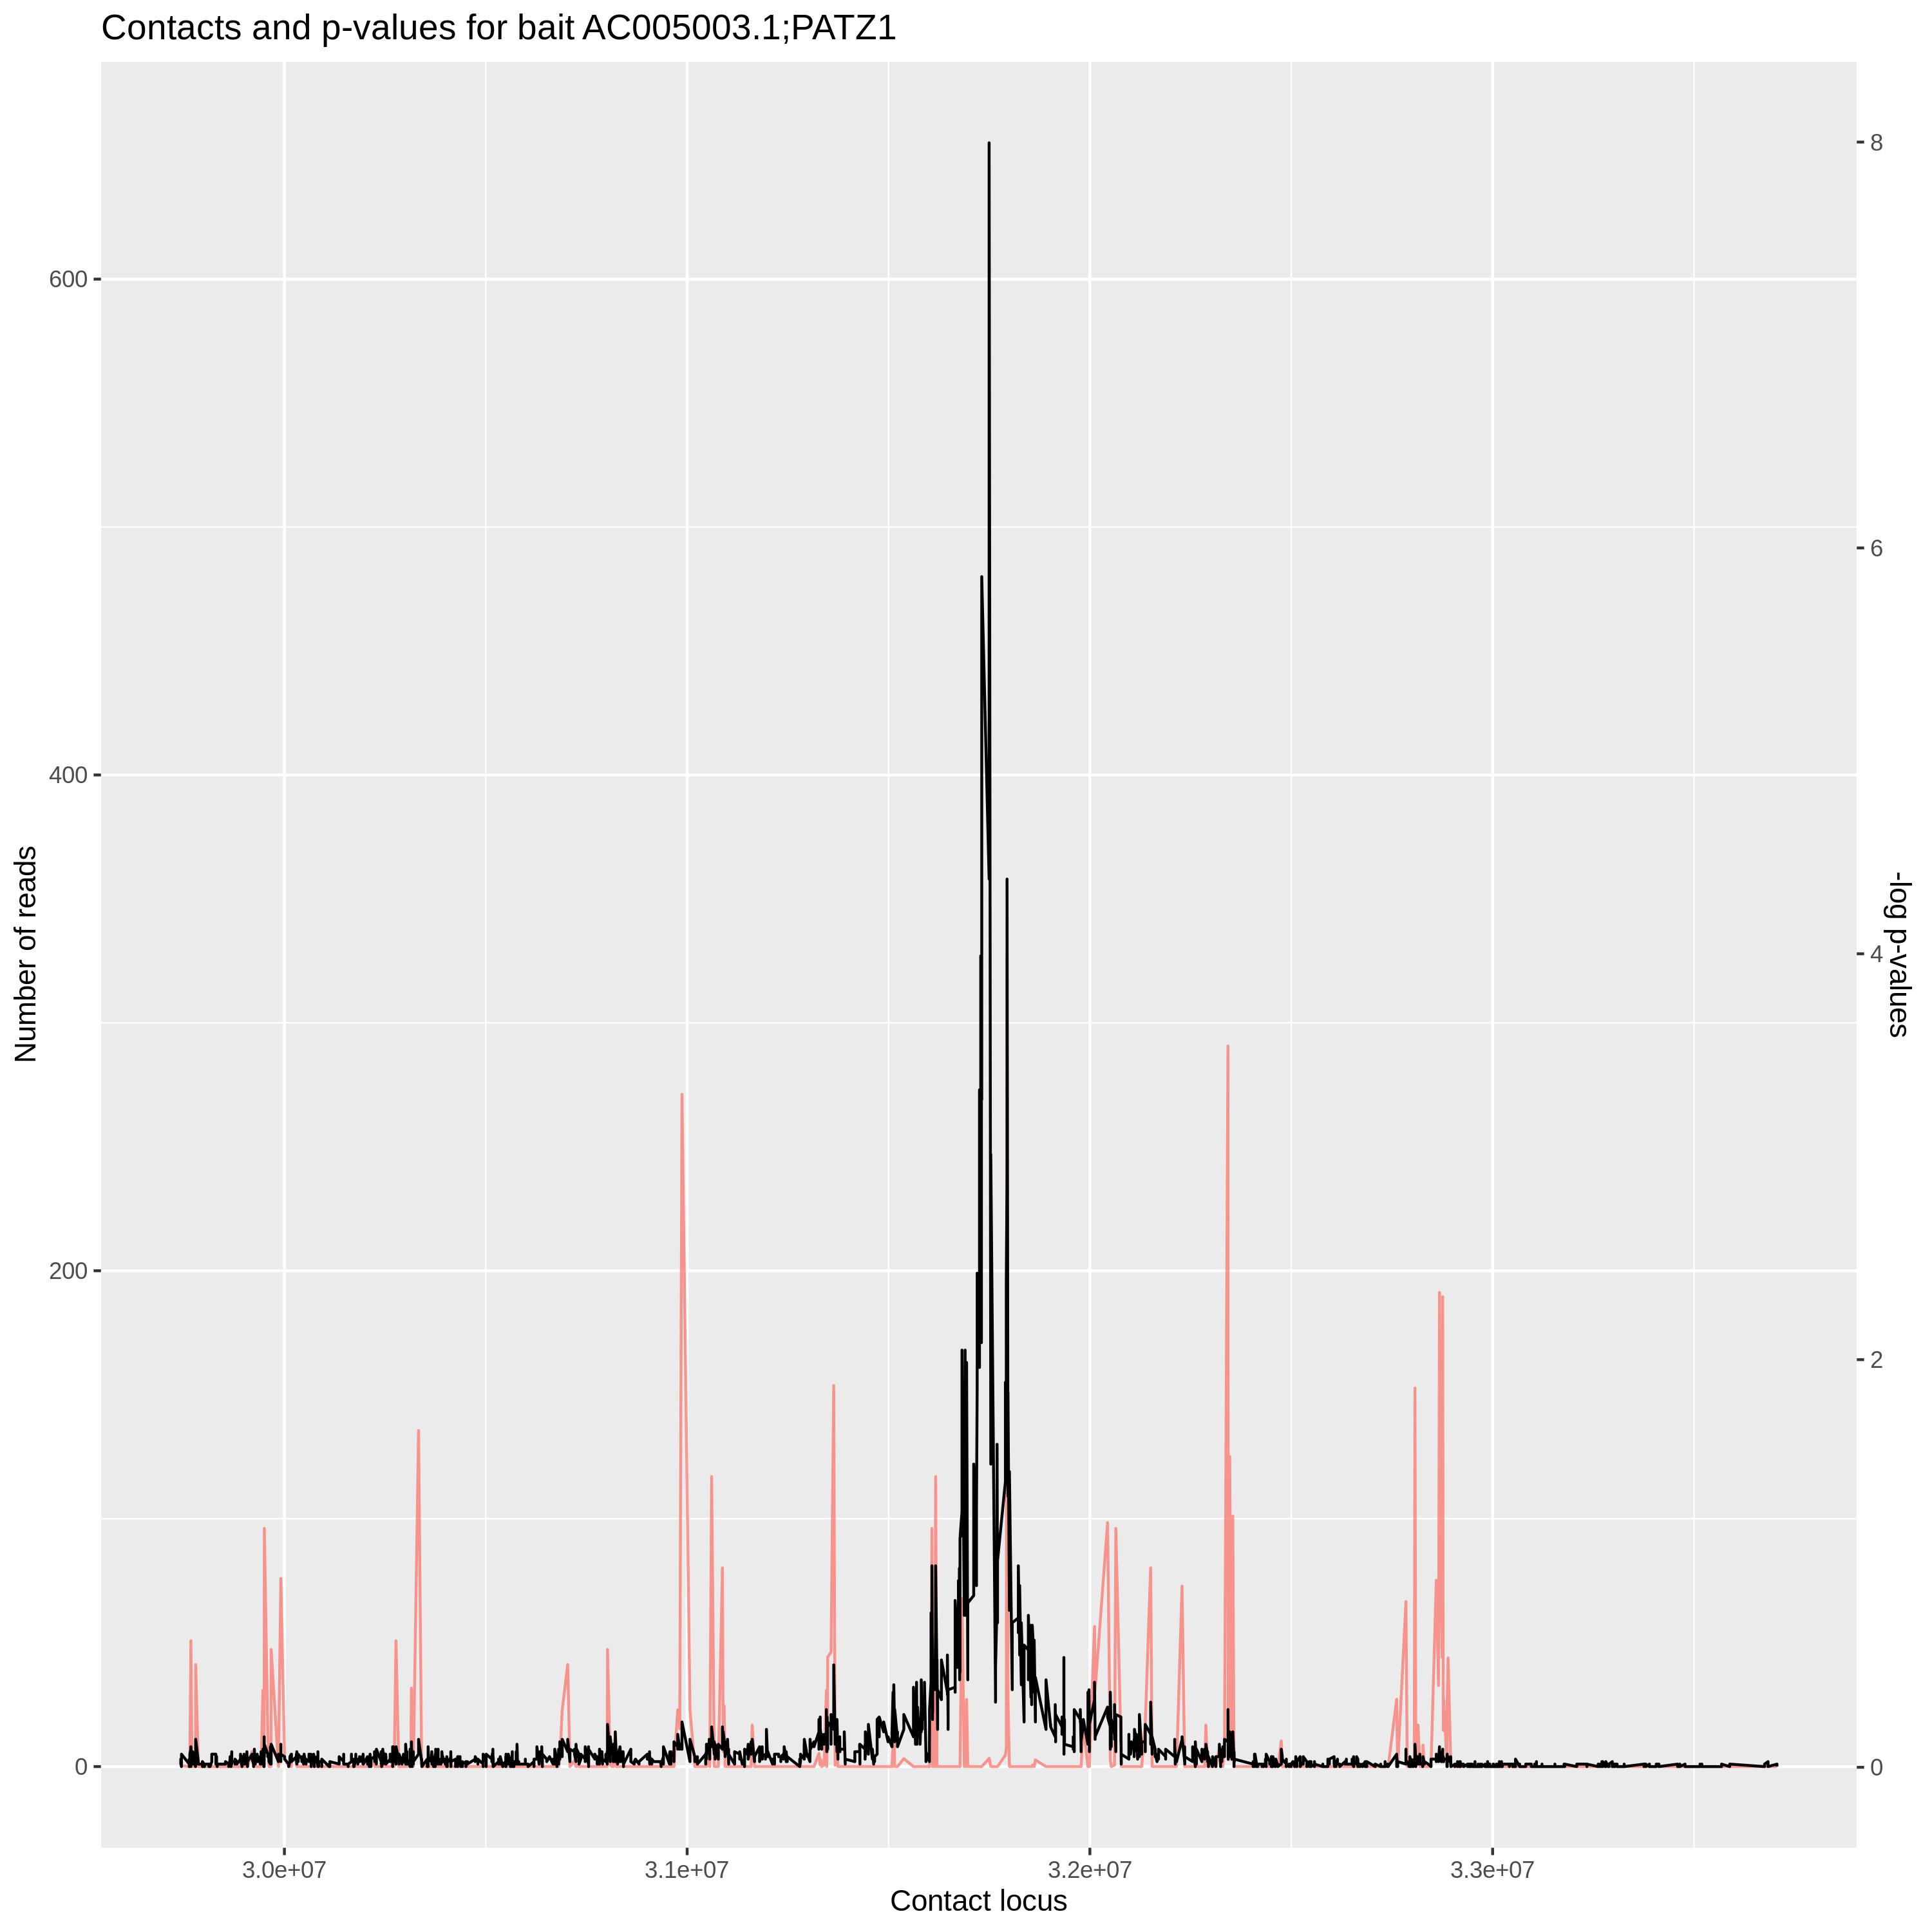 Contacts and p-values for bait AC005003.1;PATZ1
Number of reads
600
400
200
0
8
6
4
2
0
-log p-values
3.0e+07
3.1e+07
3.2e+07
3.3e+07
Contact locus